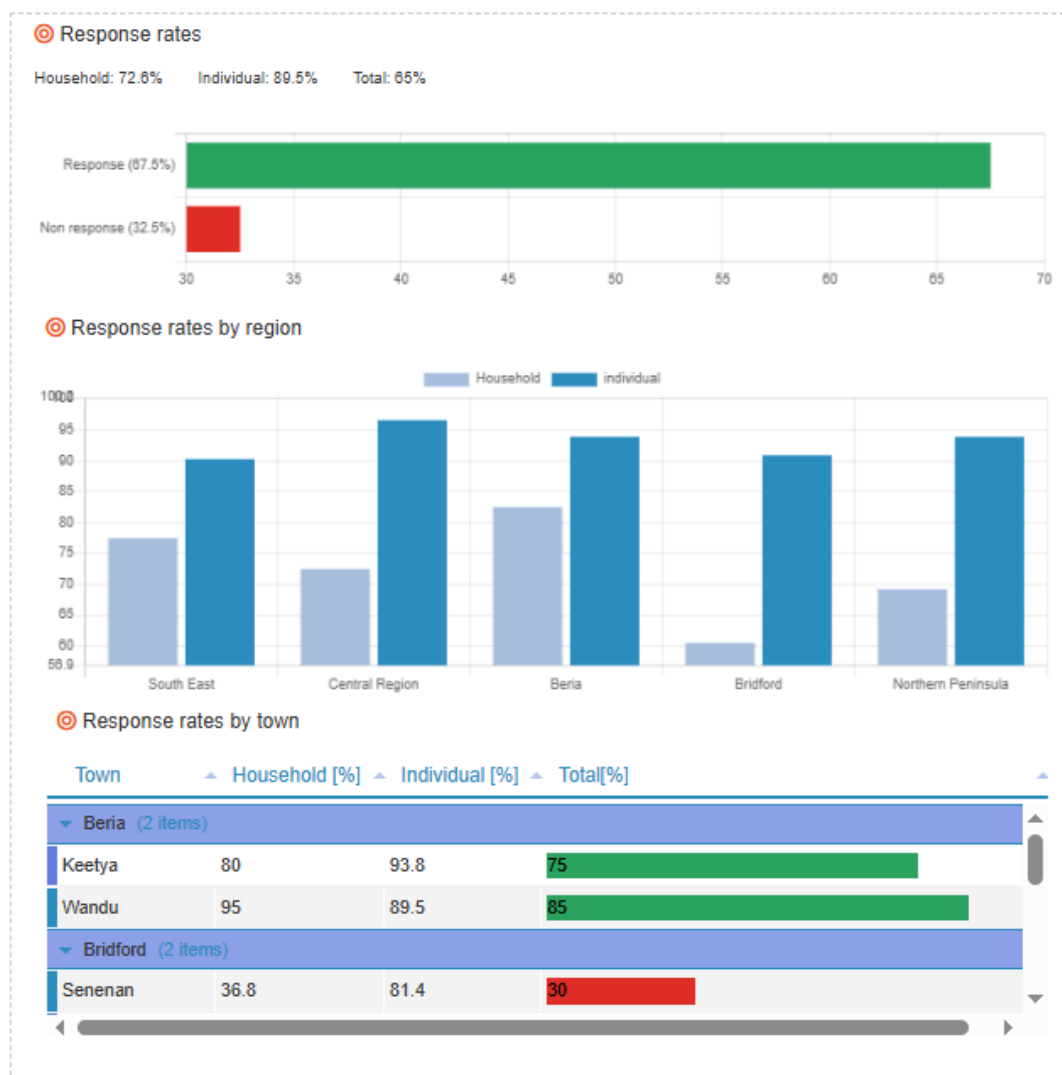 Response rates
Household: 72.6% Individual: 89.5% Total: 65%
Response (67.5%)
Non response (32.5%)
30 35 40 45 50 55 60 65 70
Response rates by region
Household individual
100
95
90
85
80
75
70
65
60
56.9
South East Central Region Beria Bridford Northern Peninsula
Response rates by town
Town Household [%] Individual [%] Total[%]
Beria (2 items)
Keetya 80 93.8 75
Wandu 95 89.5 85
Bridford (2 items)
Senenan 36.8 81.4 30